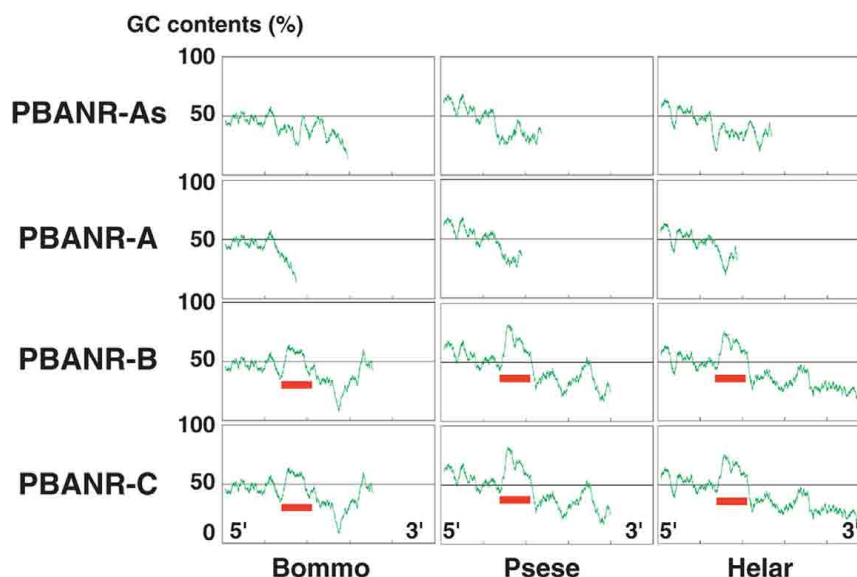 GC contents (%)
100
PBANR-As
50
100
PBANR-A
50
100
PBANR-B
50
100
PBANR-C
50
0
5' 3' 5' 3' 5' 3'
Bommo Psese Helar